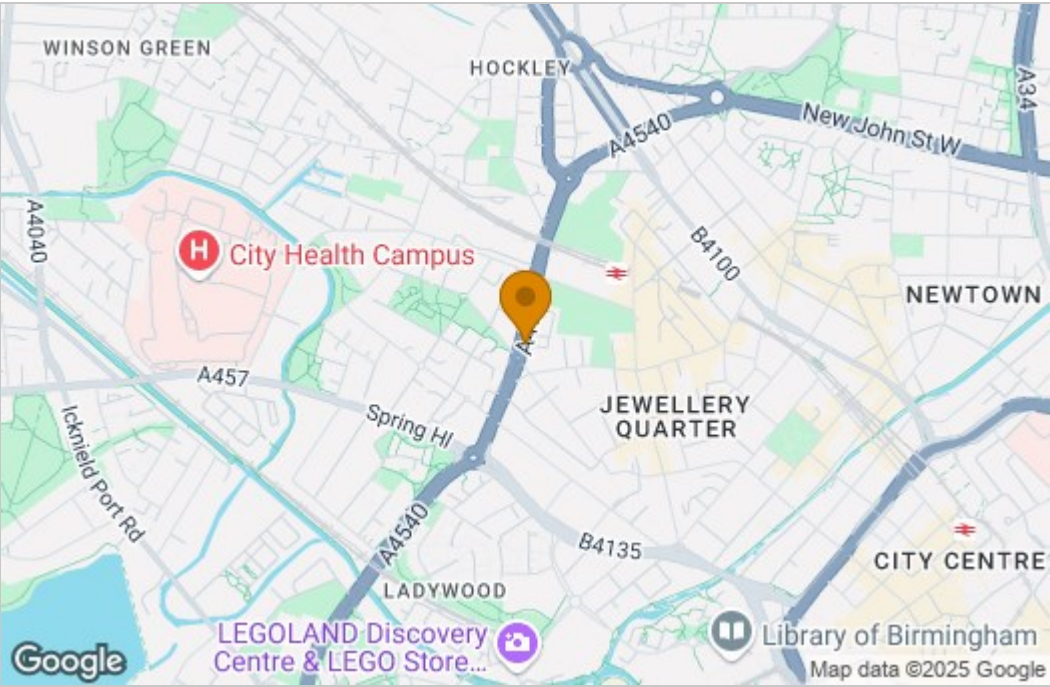 WINSON GREEN
HOCKLEY
A34
A4540
New John St W
A4040
H
City Health Campus
B4100
NEWTOWN
A457
Spring Hl
JEWELLERY
QUARTER
Icknield Port Rd
A4540
B4135
CITY CENTRE
LADYWOOD
LEGOLAND Discovery
Centre & LEGO Store...
Library of Birmingham
Google
Map data ©2025 Google